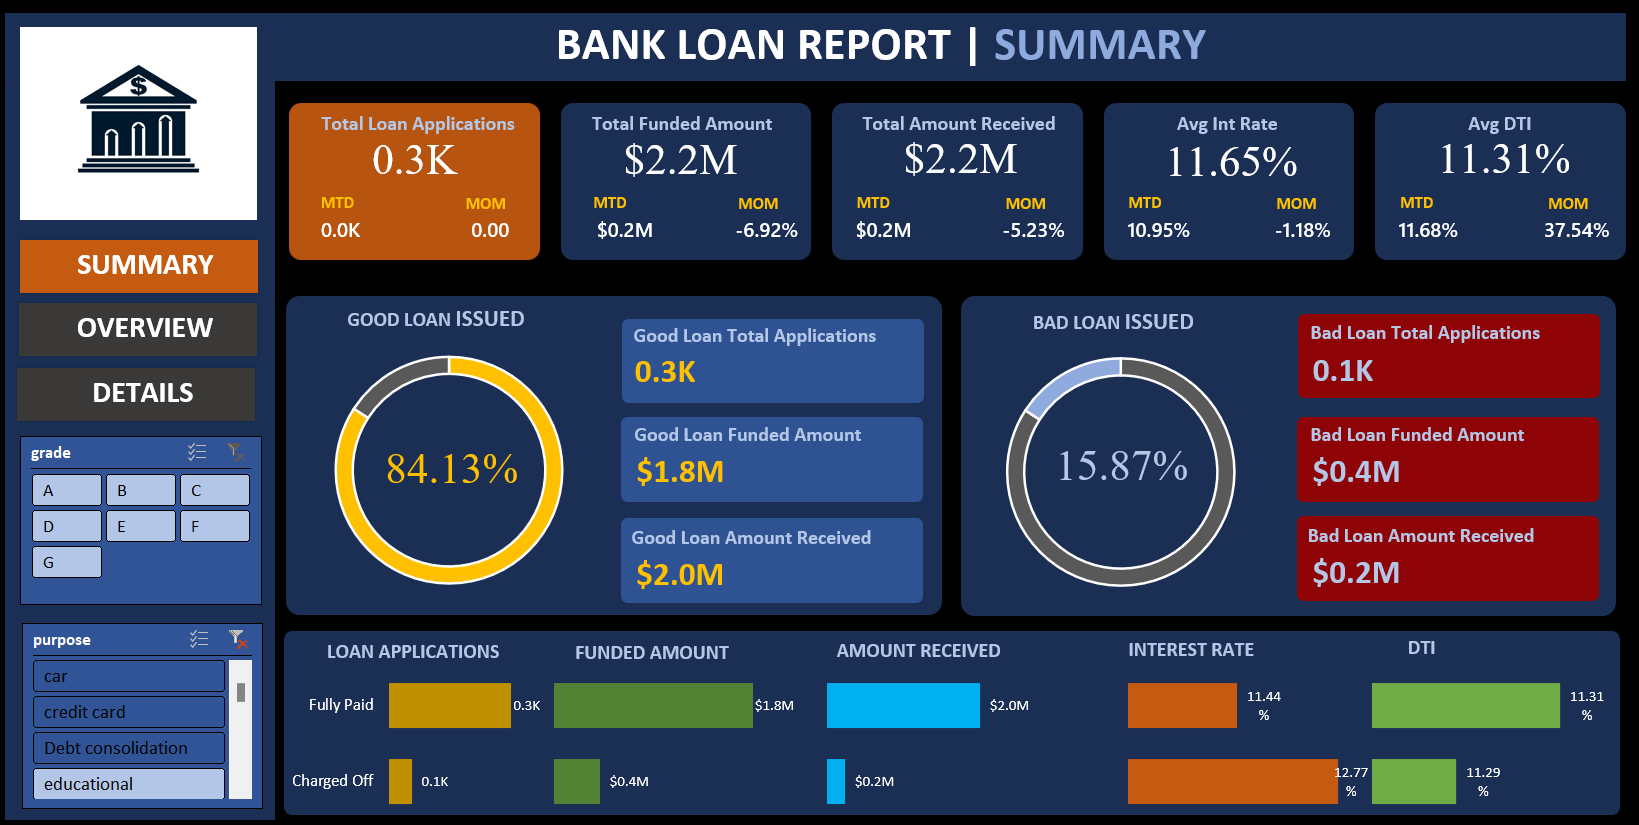 BANK LOAN REPORT | SUMMARY
$
SUMMARY
OVERVIEW
DETAILS
grade
A B C
D E F
G
purpose
car
credit card
Debt consolidation
educational
Total Loan Applications
0.3K
MTD MOM
0.0K 0.00
Total Funded Amount
$2.2M
MTD MOM
$0.2M -6.92%
Total Amount Received
$2.2M
MTD MOM
$0.2M -5.23%
Avg Int Rate
11.65%
MTD MOM
10.95% -1.18%
Avg DTI
11.31%
MTD MOM
11.68% 37.54%
GOOD LOAN ISSUED
84.13%
Good Loan Total Applications
0.3K
Good Loan Funded Amount
$1.8M
Good Loan Amount Received
$2.0M
BAD LOAN ISSUED
15.87%
Bad Loan Total Applications
0.1K
Bad Loan Funded Amount
$0.4M
Bad Loan Amount Received
$0.2M
LOAN APPLICATIONS FUNDED AMOUNT AMOUNT RECEIVED INTEREST RATE DTI
Fully Paid 0.3K $1.8M $2.0M 11.44 % 11.31 %
Charged Off 0.1K $0.4M $0.2M 12.77 % 11.29 %